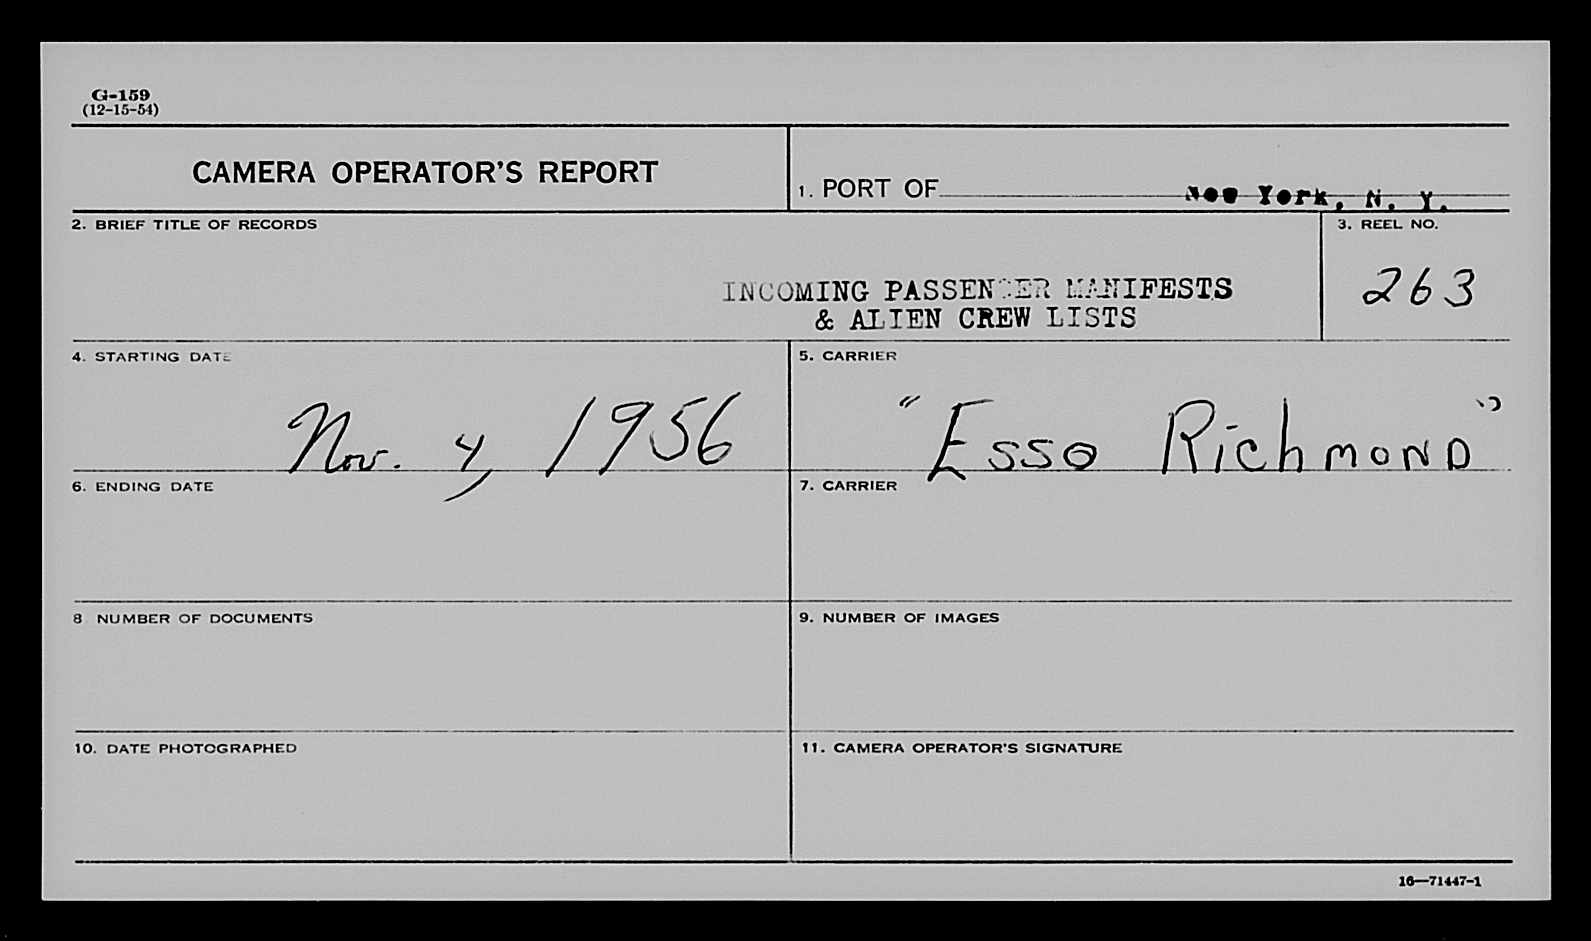 G-159
(12-15-54)
CAMERA OPERATOR'S REPORT
1. PORT OF New York, N. Y.
2. BRIEF TITLE OF RECORDS
3. REEL NO.
INCOMING PASSENGER MANIFESTS
& ALIEN CREW LISTS
263
4. STARTING DATE
5. CARRIER
Nov. 4, 1956
"Esso Richmond"
6. ENDING DATE
7. CARRIER
8 NUMBER OF DOCUMENTS
9. NUMBER OF IMAGES
10. DATE PHOTOGRAPHED
11. CAMERA OPERATOR'S SIGNATURE
16—71447-1